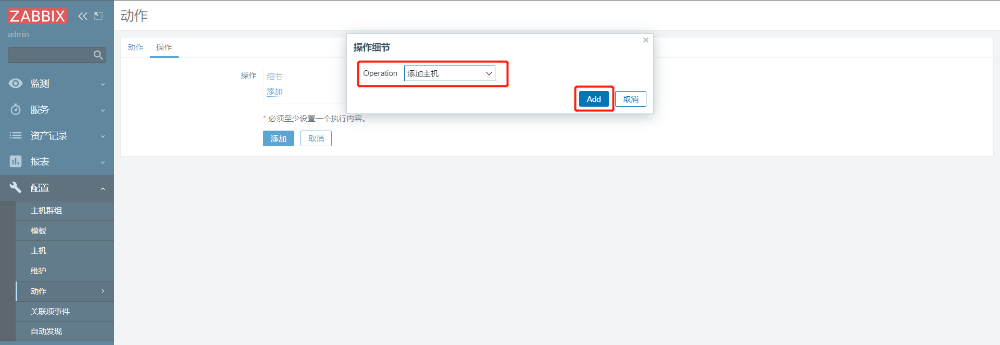 ZABBIX
admin
监测
服务
资产记录
报表
配置
主机群组
模板
主机
维护
动作
关联项事件
自动发现
动作
动作 操作
操作 细节
添加
* 必须至少设置一个执行内容。
添加 取消
操作细节
Operation 添加主机
Add 取消